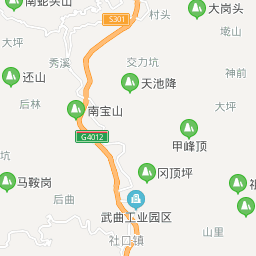 南蛇头山
村头
大岗头
S301
大坪
墘山
秀溪
交力坑
还山
天池降
神前
后林
南宝山
大坪
G4012
甲峰顶
坑
冈顶坪
马鞍岗
后曲
武曲工业园区
山里
社口镇